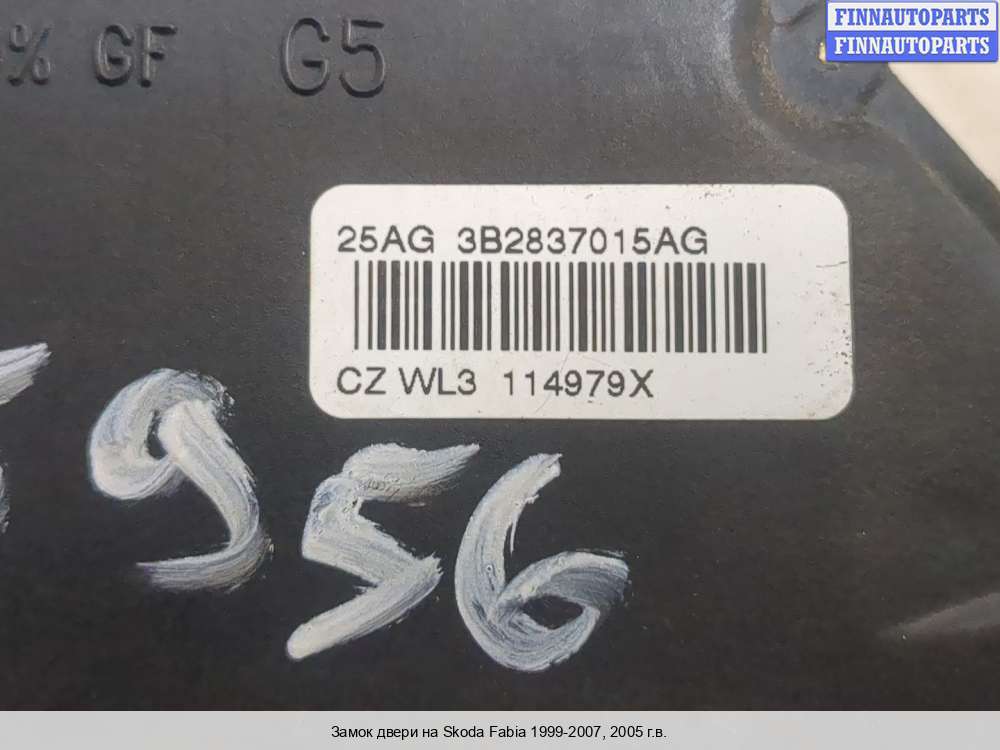 FINNAUTOPARTS
FINNAUTOPARTS
% GF G5
25AG 3B2837015AG
CZ WL3 114979X
956
Замок двери на Skoda Fabia 1999-2007, 2005 г.в.